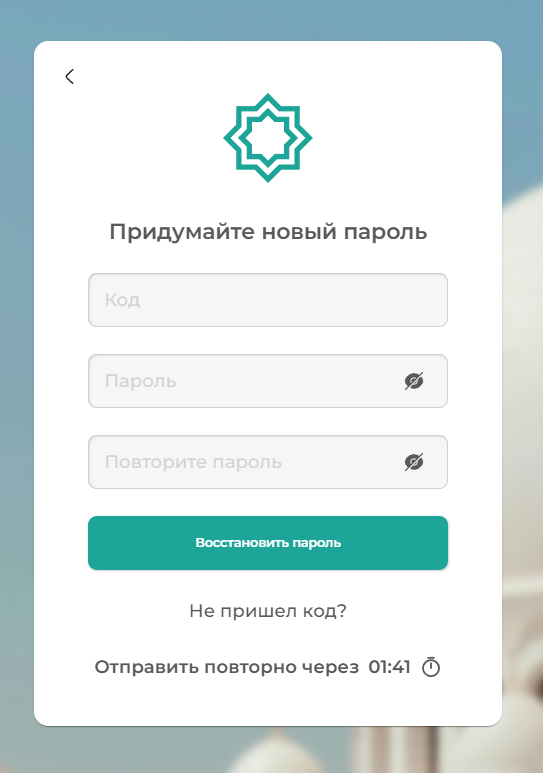 Придумайте новый пароль
Код
Пароль
Повторите пароль
Восстановить пароль
Не пришел код?
Отправить повторно через 01:41